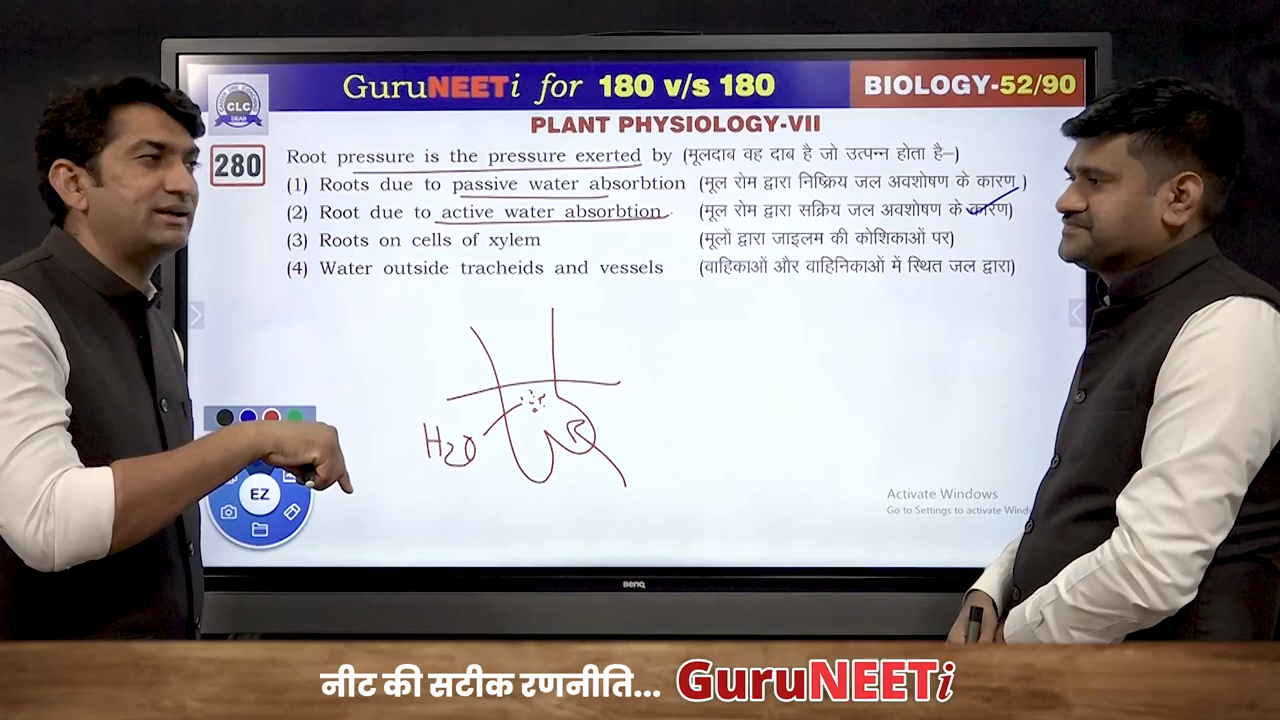 GuruNEETi for 180 v/s 180
BIOLOGY-52/90
CLC
SIKAR
PLANT PHYSIOLOGY-VII
280 Root pressure is the pressure exerted by (मूलदाब वह दाब है जो उत्पन्न होता है–)
(1) Roots due to passive water absorbtion (मूल रोम द्वारा निष्क्रिय जल अवशोषण के कारण )
(2) Root due to active water absorbtion. (मूल रोम द्वारा सक्रिय जल अवशोषण के कारण)
(3) Roots on cells of xylem (मूलों द्वारा जाइलम की कोशिकाओं पर)
(4) Water outside tracheids and vessels (वाहिकाओं और वाहिनिकाओं में स्थित जल द्वारा)
H2O
R
EZ
Activate Windows
Go to Settings to activate Windo
BenQ
नीट की सटीक रणनीति... GuruNEETi